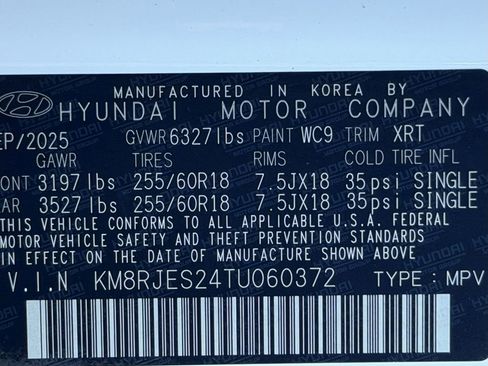 MANUFACTURED IN KOREA BY
HYUNDAI MOTOR COMPANY
EP/2025 GVWR 6327lbs PAINT WC9 TRIM XRT
GAWR TIRES RIMS COLD TIRE INFL
ONT 3197lbs 255/60R18 7.5JX18 35psi SINGLE
AR 3527lbs 255/60R18 7.5JX18 35psi SINGLE
THIS VEHICLE CONFORMS TO ALL APPLICABLE U.S.A. FEDERAL
MOTOR VEHICLE SAFETY AND THEFT PREVENTION STANDARDS
IN EFFECT ON THE DATE OF MANUFACTURE SHOWN ABOVE.
V.I.N KM8RJES24TU060372 TYPE : MPV